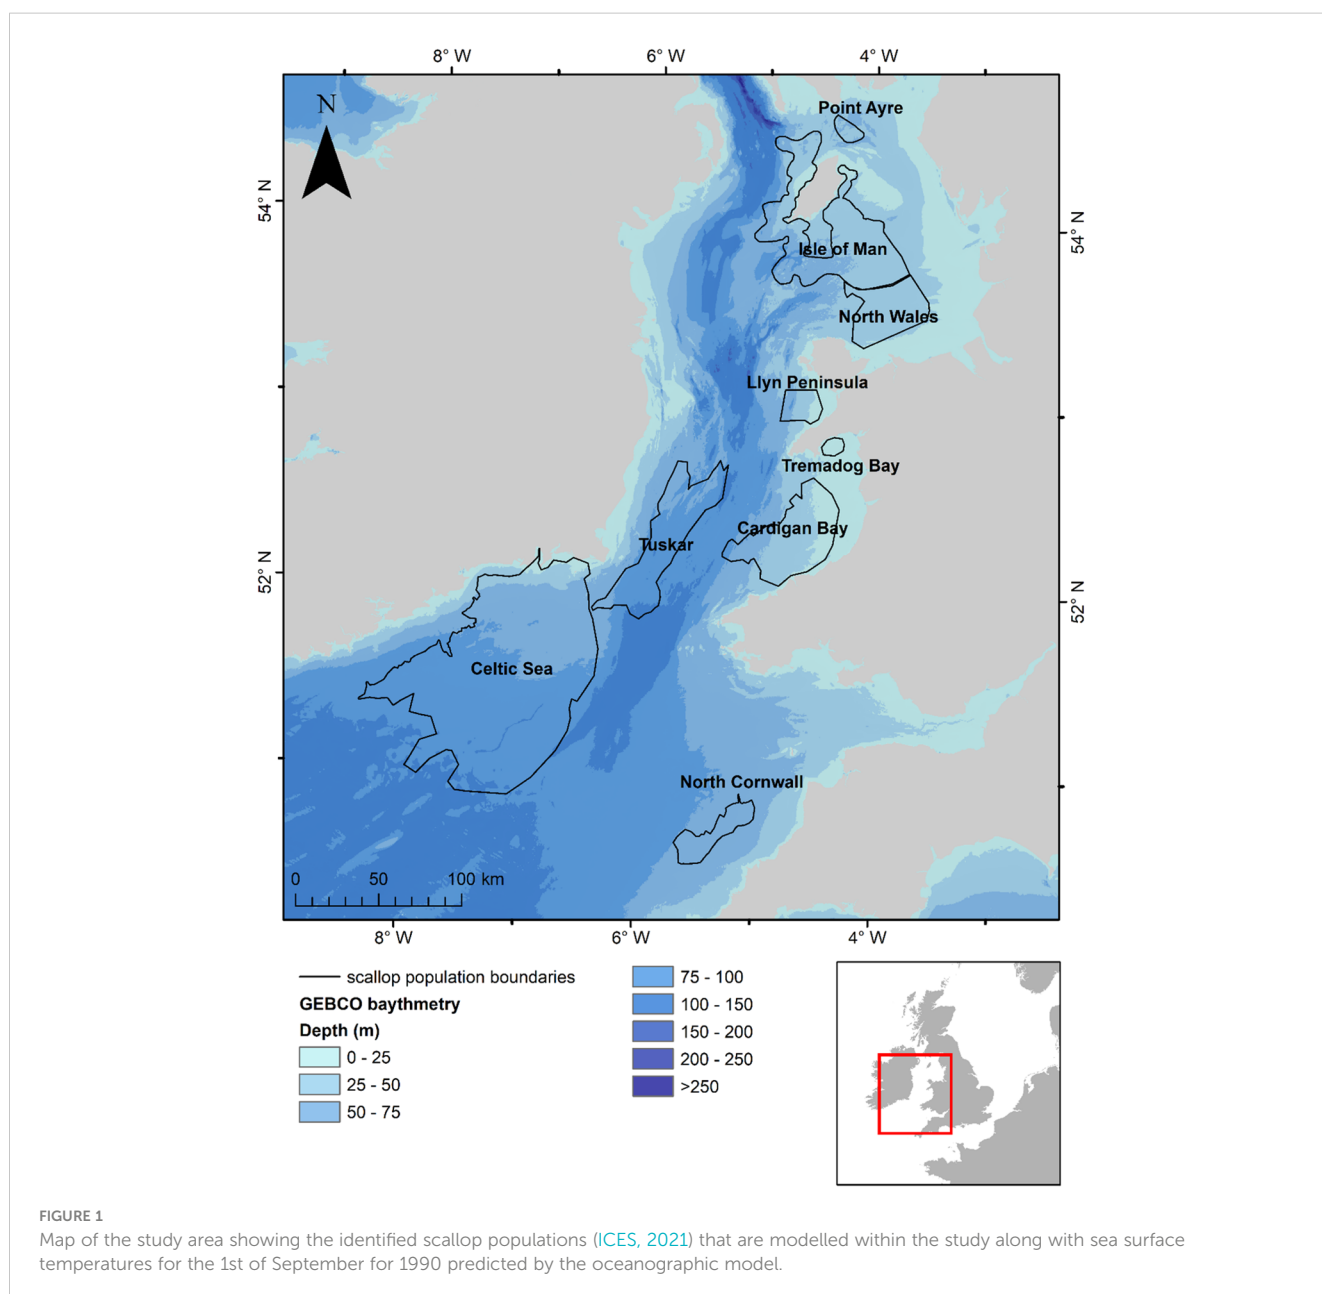 8° W
6° W
4° W
N
Point Ayre
54° N
54° N
Isle of Man
North Wales
Llyn Peninsula
Tremadog Bay
Cardigan Bay
Tuskar
52° N
52° N
Celtic Sea
North Cornwall
0 50 100 km
8° W
6° W
4° W
scallop population boundaries
GEBCO baythmetry
Depth (m)
0 - 25
25 - 50
50 - 75
75 - 100
100 - 150
150 - 200
200 - 250
>250
FIGURE 1
Map of the study area showing the identified scallop populations (ICES, 2021) that are modelled within the study along with sea surface
temperatures for the 1st of September for 1990 predicted by the oceanographic model.